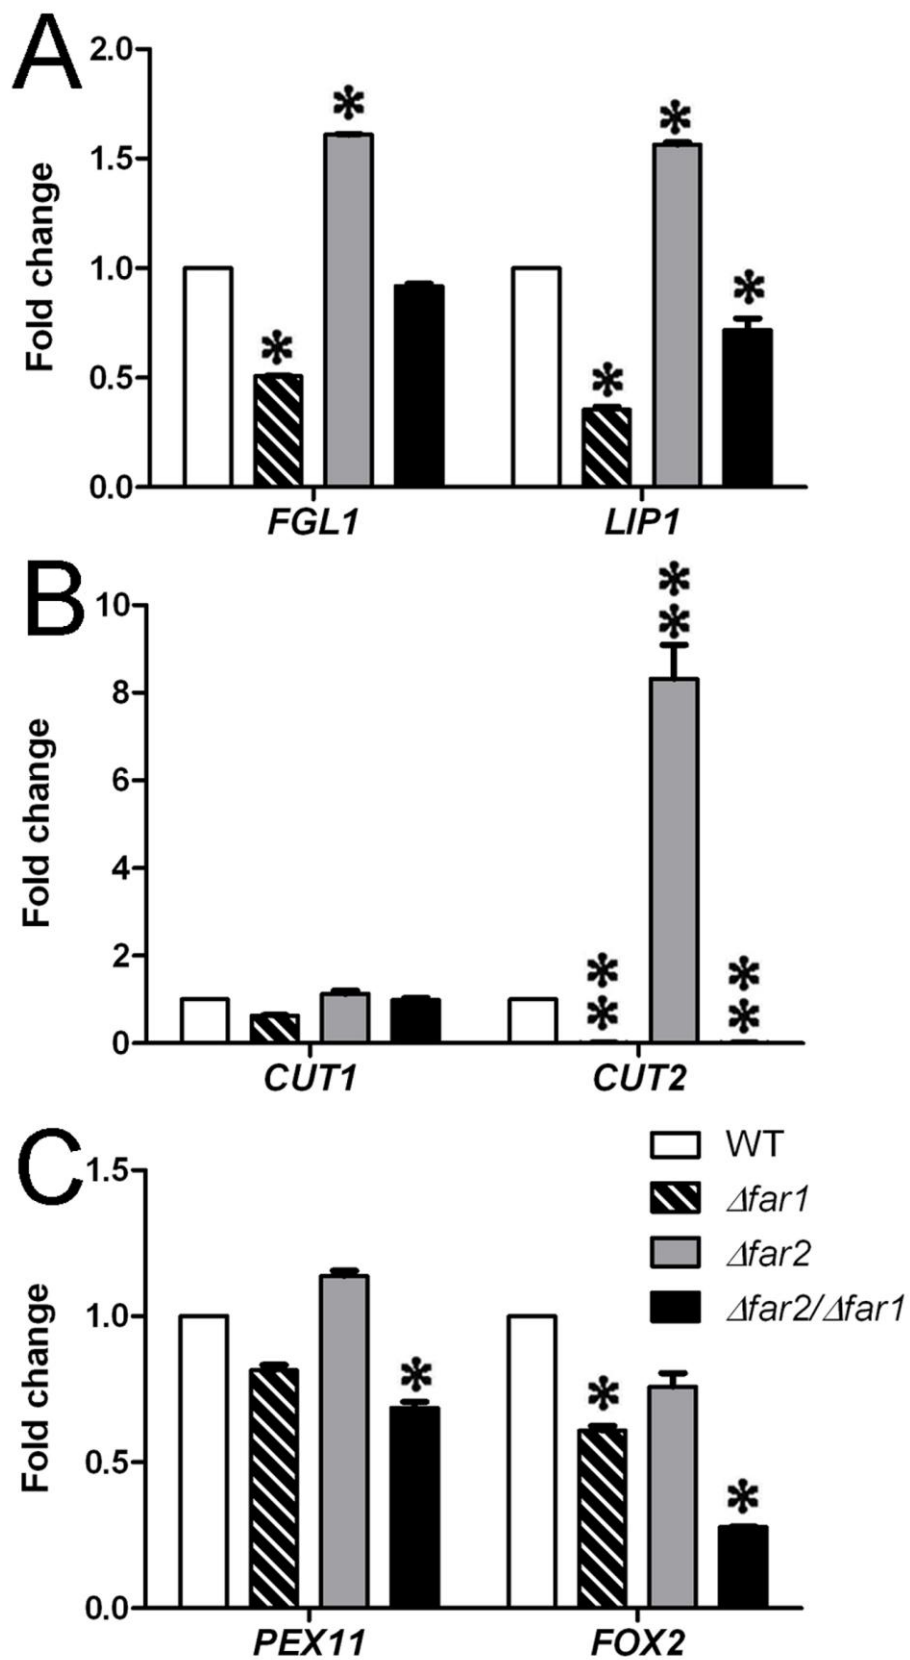 A
2.0
1.5
1.0
0.5
0.0
Fold change
*
*
*
*
*
FGL1 LIP1
B
10
8
6
4
2
0
Fold change
*
*
*
*
*
*
CUT1 CUT2
C
1.5
1.0
0.5
0.0
Fold change
WT
Δfar1
Δfar2
Δfar2/Δfar1
*
*
*
PEX11 FOX2